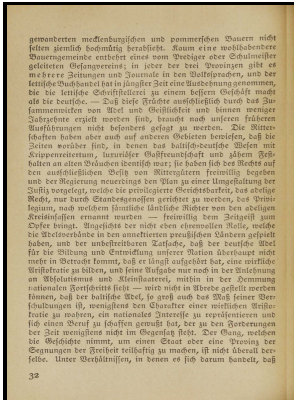 gewanderten mecklenburgischen und pommerschen Bauern nicht
selten ziemlich hochmütig herabsieht. Kaum eine wohlhabendere
Bauerngemeinde entbehrt eines vom Prediger oder Schulmeister
geleiteten Gesangvereins; in jeder der drei Provinzen gibt es
mehrere Zeitungen und Journale in den Volkssprachen, und der
lettische Buchhandel hat in jüngster Zeit eine Ausdehnung genommen,
die die lettische Schriftstellerei zu einem bessern Geschäft macht
als die deutsche. — Daß diese Früchte ausschließlich durch das Zu-
sammenwirken von Adel und Geistlichkeit und binnen weniger
Jahrzehnte erzielt worden sind, braucht nach unseren früheren
Ausführungen nicht besonders gesagt zu werden. Die Ritter-
schaften haben aber auch auf anderen Gebieten bewiesen, daß die
Zeiten vorüber sind, in denen das baltisch-deutsche Wesen mit
Krippenreitertum, luxuriöser Gastfreundschaft und zähem Fest-
halten an alten Bräuchen identisch war; sie haben sich des Rechts auf
den ausschließlichen Besitz von Rittergütern freiwillig begeben
und der Regierung neuerdings den Plan zu einer Umgestaltung der
Justiz vorgelegt, welche die privilegierte Gerichtsbarkeit, das adelige
Recht, nur durch Standesgenossen gerichtet zu werden, das Privi-
legium, nach welchem sämtliche ländliche Richter von den adeligen
Kreisinsassen ernannt wurden — freiwillig dem Zeitgeist zum
Opfer bringt. Angesichts der nicht eben ehrenvollen Rolle, welche
die Adelsverbände in den annektierten preußischen Ländern gespielt
haben, und der unbestreitbaren Tatsache, daß der deutsche Adel
für die Bildung und Entwicklung unserer Nation überhaupt nicht
mehr in Betracht kommt, daß er längst aufgehört hat, eine wirkliche
Aristokratie zu bilden, und seine Aufgabe nur noch in der Anlehnung
an Absolutismus und Kleinstaaterei, mithin in der Hemmung
nationalen Fortschritts sieht — wird nicht in Abrede gestellt werden
können, daß der baltische Adel, so groß auch das Maß seiner Ver-
schuldungen ist, wenigstens den Charakter einer wirklichen Aristo-
kratie zu wahren, ein nationales Interesse zu repräsentieren und
sich einen Beruf zu schaffen gewußt hat, der zu den Forderungen
der Zeit wenigstens nicht im Gegensatz steht. Der Gang, welchen
die Geschichte nimmt, um einen Staat oder eine Provinz der
Segnungen der Freiheit teilhaftig zu machen, ist nicht überall der-
selbe. Unter Verhältnissen, in denen es sich darum handelt, daß
32